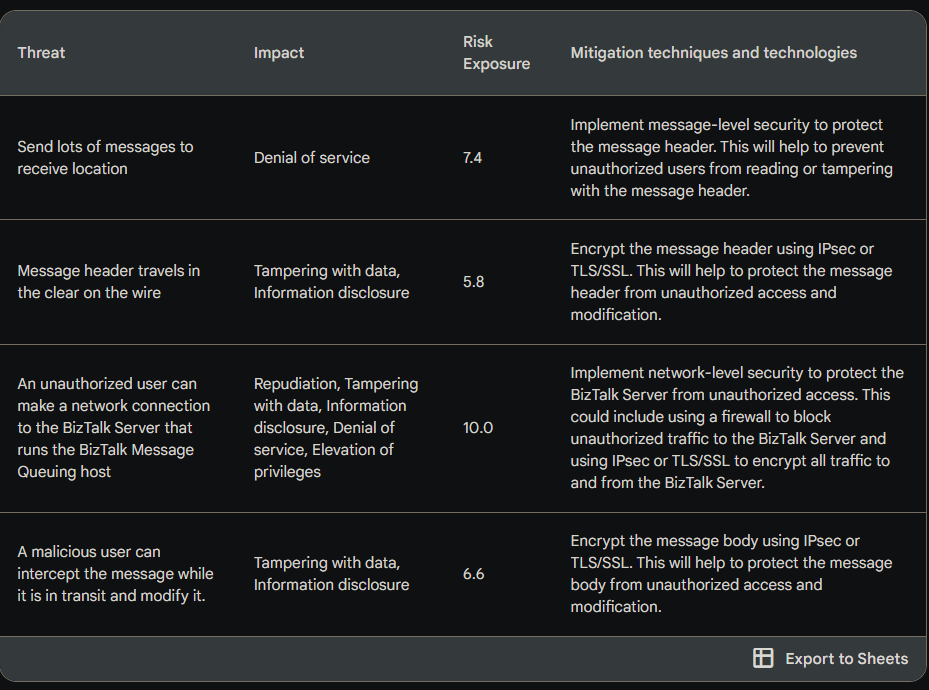 Threat
Impact
Risk
Exposure
Mitigation techniques and technologies
Send lots of messages to
receive location
Denial of service
7.4
Implement message-level security to protect
the message header. This will help to prevent
unauthorized users from reading or tampering
with the message header.
Message header travels in
the clear on the wire
Tampering with data,
Information disclosure
5.8
Encrypt the message header using IPsec or
TLS/SSL. This will help to protect the message
header from unauthorized access and
modification.
An unauthorized user can
make a network connection
to the BizTalk Server that
runs the BizTalk Message
Queuing host
Repudiation, Tampering
with data, Information
disclosure, Denial of
service, Elevation of
privileges
10.0
Implement network-level security to protect the
BizTalk Server from unauthorized access. This
could include using a firewall to block
unauthorized traffic to the BizTalk Server and
using IPsec or TLS/SSL to encrypt all traffic to
and from the BizTalk Server.
A malicious user can
intercept the message while
it is in transit and modify it.
Tampering with data,
Information disclosure
6.6
Encrypt the message body using IPsec or
TLS/SSL. This will help to protect the message
body from unauthorized access and
modification.
Export to Sheets